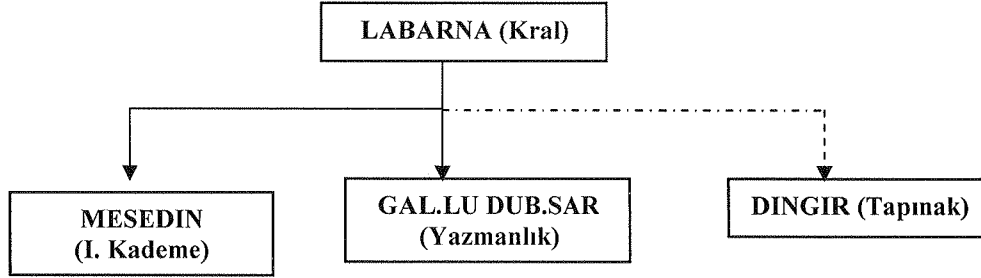 LABARNA (Kral)
MESEDIN
(I. Kademe)
GAL.LU DUB.SAR
(Yazmanlık)
DINGIR (Tapınak)